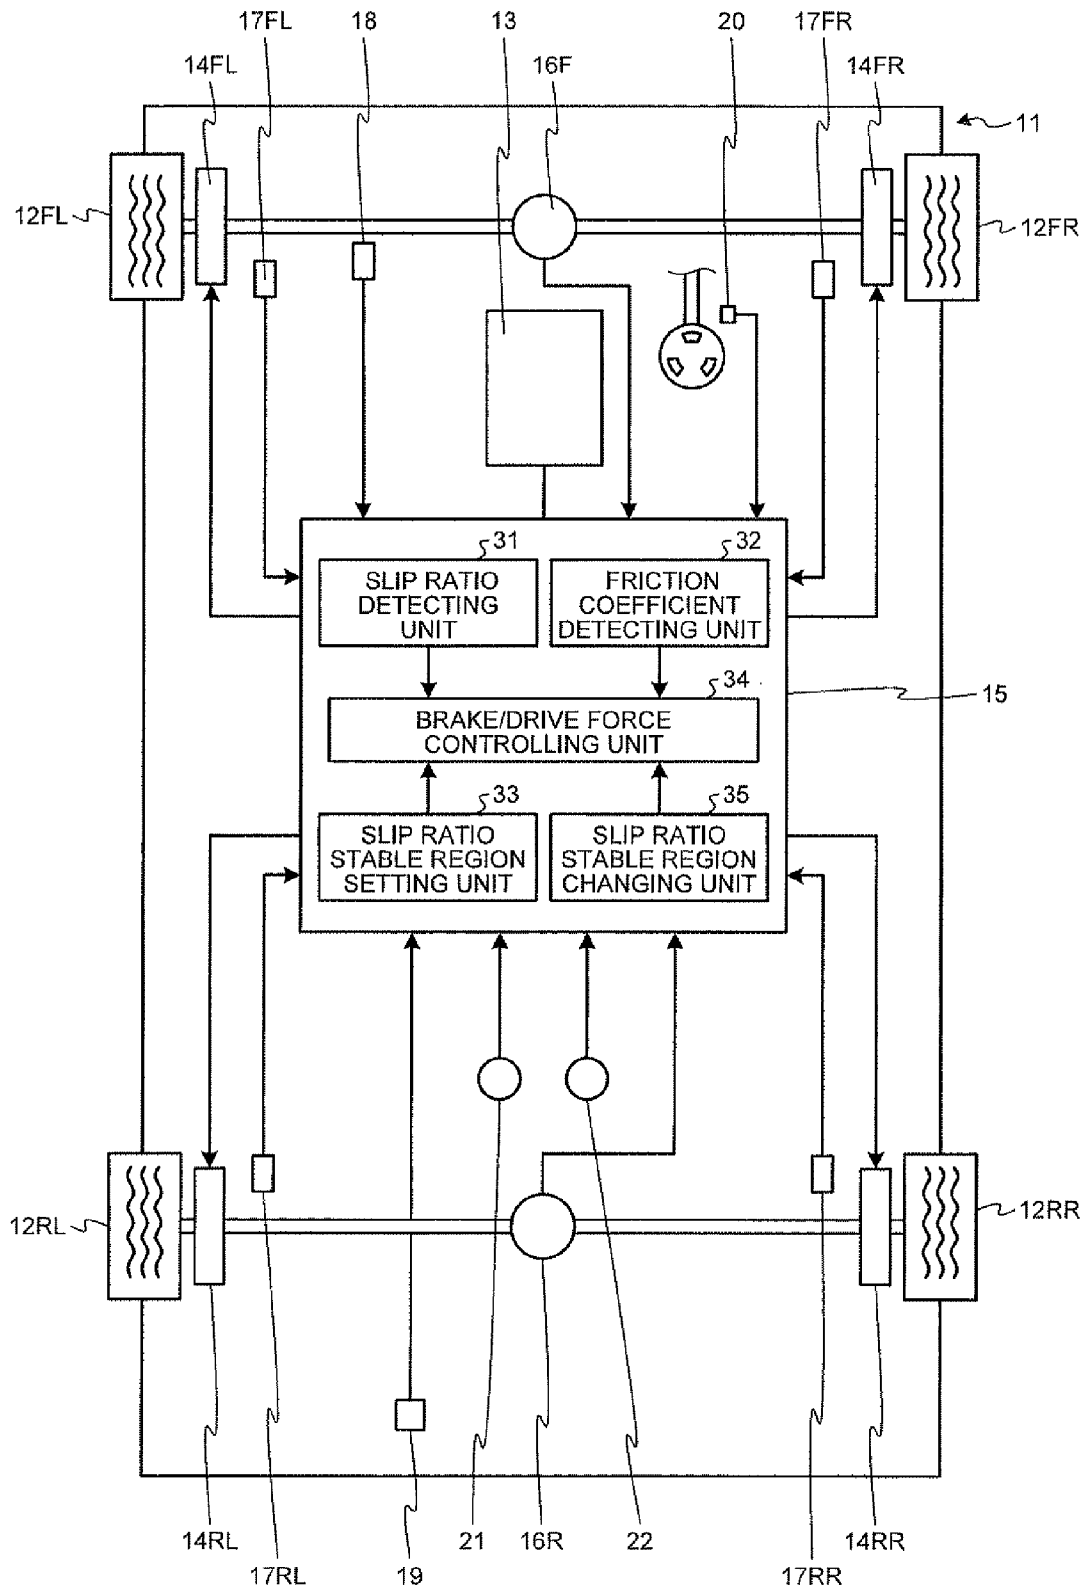 17FL 18 13 20 17FR
14FL 16F 14FR
11
12FL 12FR
31 32
SLIP RATIO
DETECTING
UNIT
FRICTION
COEFFICIENT
DETECTING UNIT
34
15
BRAKE/DRIVE FORCE
CONTROLLING UNIT
33 35
SLIP RATIO
STABLE REGION
SETTING UNIT
SLIP RATIO
STABLE REGION
CHANGING UNIT
12RL 12RR
14RL 21 16R 22 14RR
17RL 19 17RR